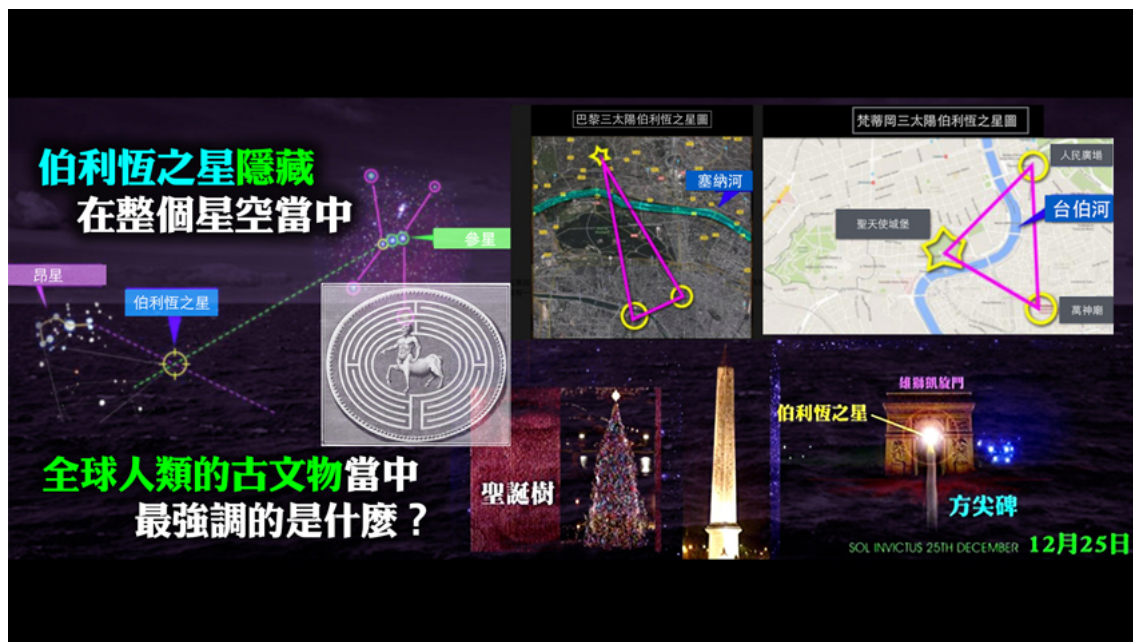 伯利恆之星隱藏
在整個星空當中
昴星
伯利恆之星
參星
巴黎三太陽伯利恆之星圖
塞納河
梵蒂岡三太陽伯利恆之星圖
人民廣場
台伯河
聖天使城堡
萬神廟
全球人類的古文物當中
最強調的是什麼？
聖誕樹
雄獅凱旋門
伯利恆之星
方尖碑
SOL INVICTUS 25TH DECEMBER 12月25日